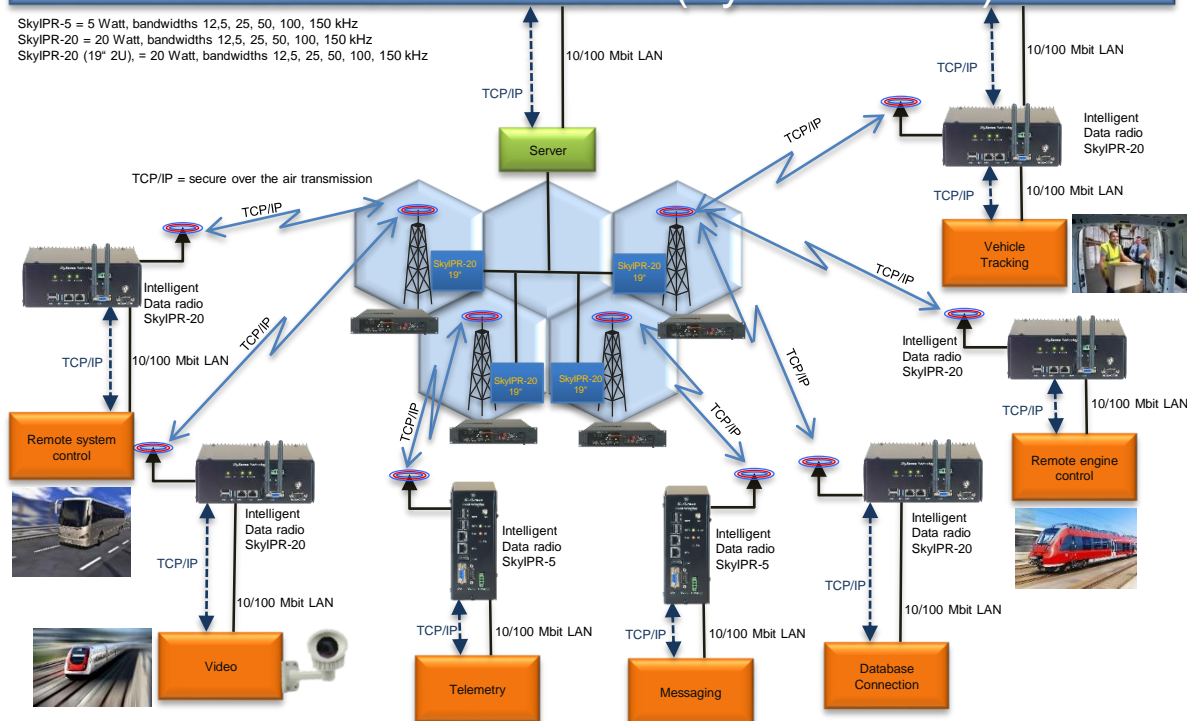 SkyIPR-5 = 5 Watt, bandwidths 12,5, 25, 50, 100, 150 kHz
SkyIPR-20 = 20 Watt, bandwidths 12,5, 25, 50, 100, 150 kHz
SkyIPR-20 (19“ 2U), = 20 Watt, bandwidths 12,5, 25, 50, 100, 150 kHz
10/100 Mbit LAN
10/100 Mbit LAN
TCP/IP
TCP/IP
TCP/IP
Server
Intelligent
Data radio
SkyIPR-20
TCP/IP = secure over the air transmission
TCP/IP
TCP/IP
10/100 Mbit LAN
Vehicle
Tracking
SkyIPR-20
19“
SkyIPR-20
19“
TCP/IP
Intelligent
Data radio
SkyIPR-20
TCP/IP
TCP/IP
10/100 Mbit LAN
SkyIPR-20
19“
SkyIPR-20
19“
TCP/IP
Intelligent
Data radio
SkyIPR-20
TCP/IP
10/100 Mbit LAN
Remote system
control
TCP/IP
TCP/IP
Remote engine
control
Intelligent
Data radio
SkyIPR-20
Intelligent
Data radio
SkyIPR-5
Intelligent
Data radio
SkyIPR-5
Intelligent
Data radio
SkyIPR-20
TCP/IP
10/100 Mbit LAN
TCP/IP
10/100 Mbit LAN
TCP/IP
10/100 Mbit LAN
TCP/IP
10/100 Mbit LAN
Video
Telemetry
Messaging
Database
Connection